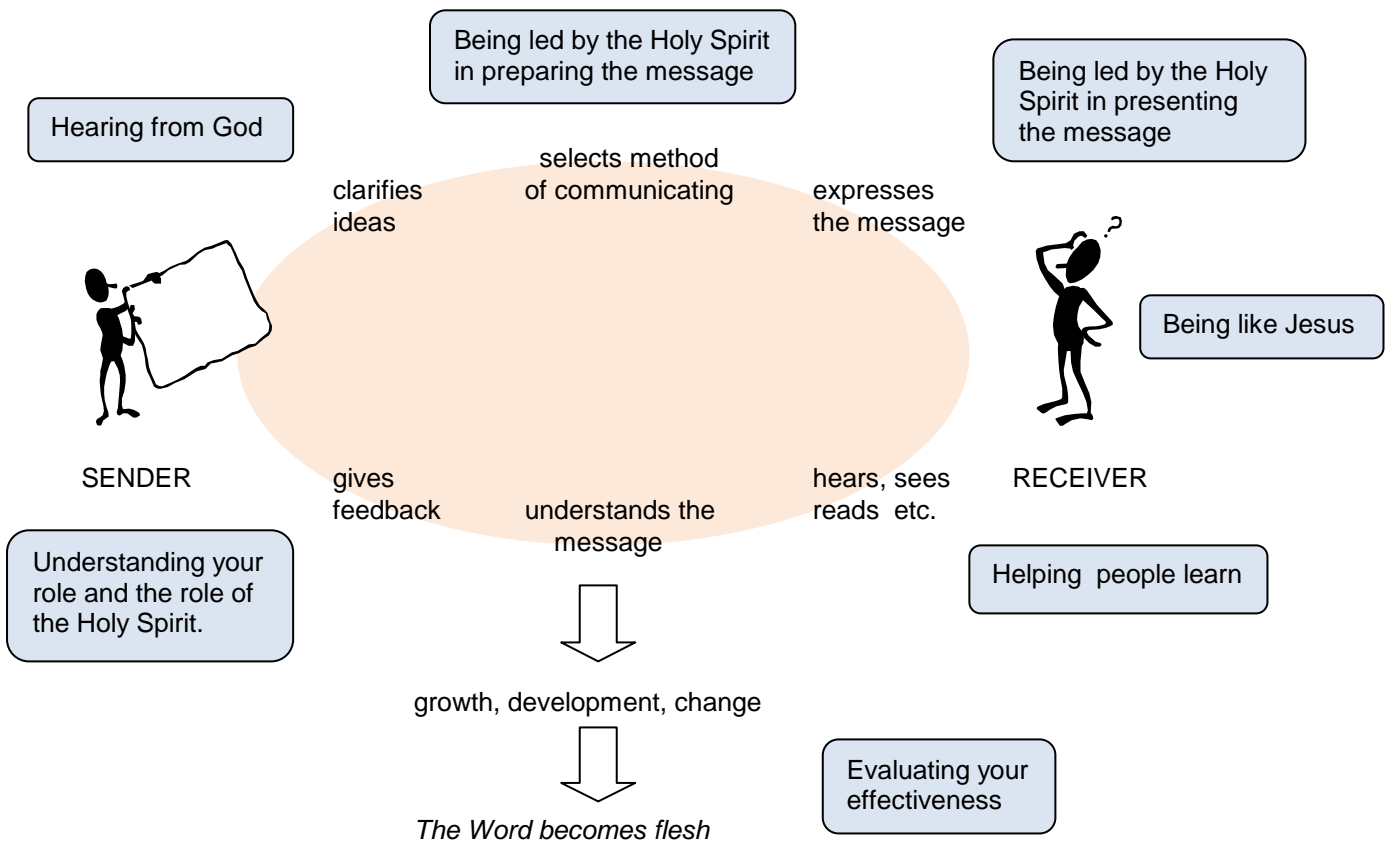 Being led by the Holy Spirit
in preparing the message
Being led by the Holy
Spirit in presenting
the message
Hearing from God
selects method
of communicating
clarifies
ideas
expresses
the message
?
Being like Jesus
SENDER
gives
feedback
understands the
message
hears, sees
reads etc.
RECEIVER
Understanding your
role and the role of
the Holy Spirit.
Helping people learn
growth, development, change
Evaluating your
effectiveness
The Word becomes flesh